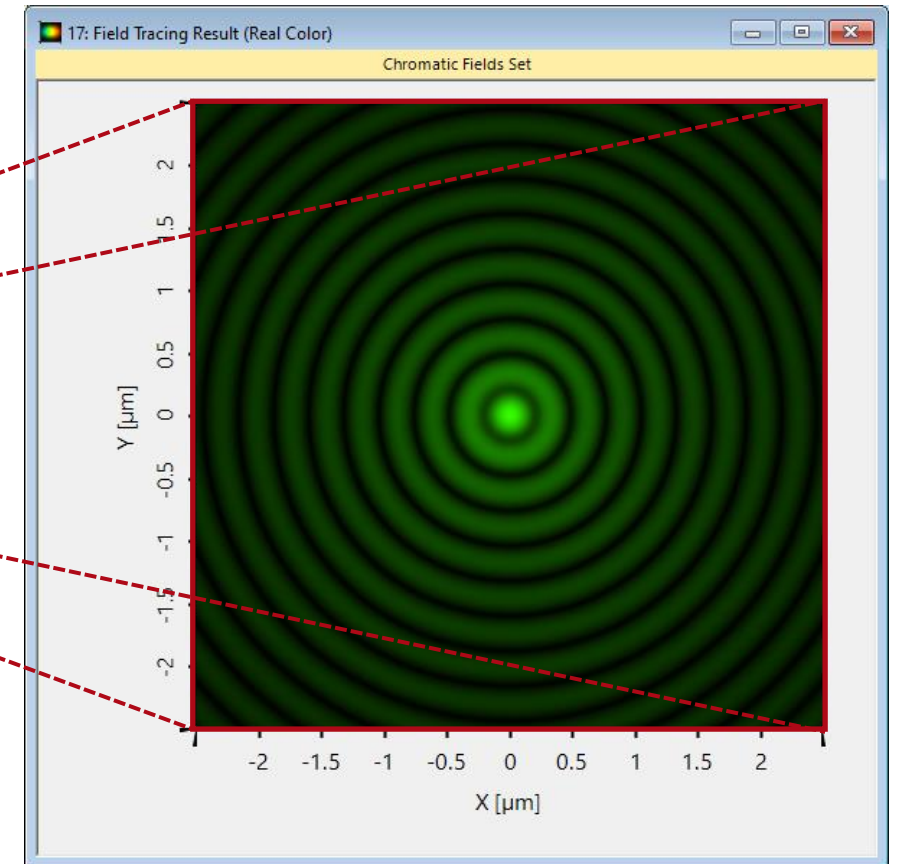 17: Field Tracing Result (Real Color)
Chromatic Fields Set
2
1.5
1
0.5
0
-0.5
-1
-1.5
-2
Y [µm]
-2 -1.5 -1 -0.5 0 0.5 1 1.5 2
X [µm]